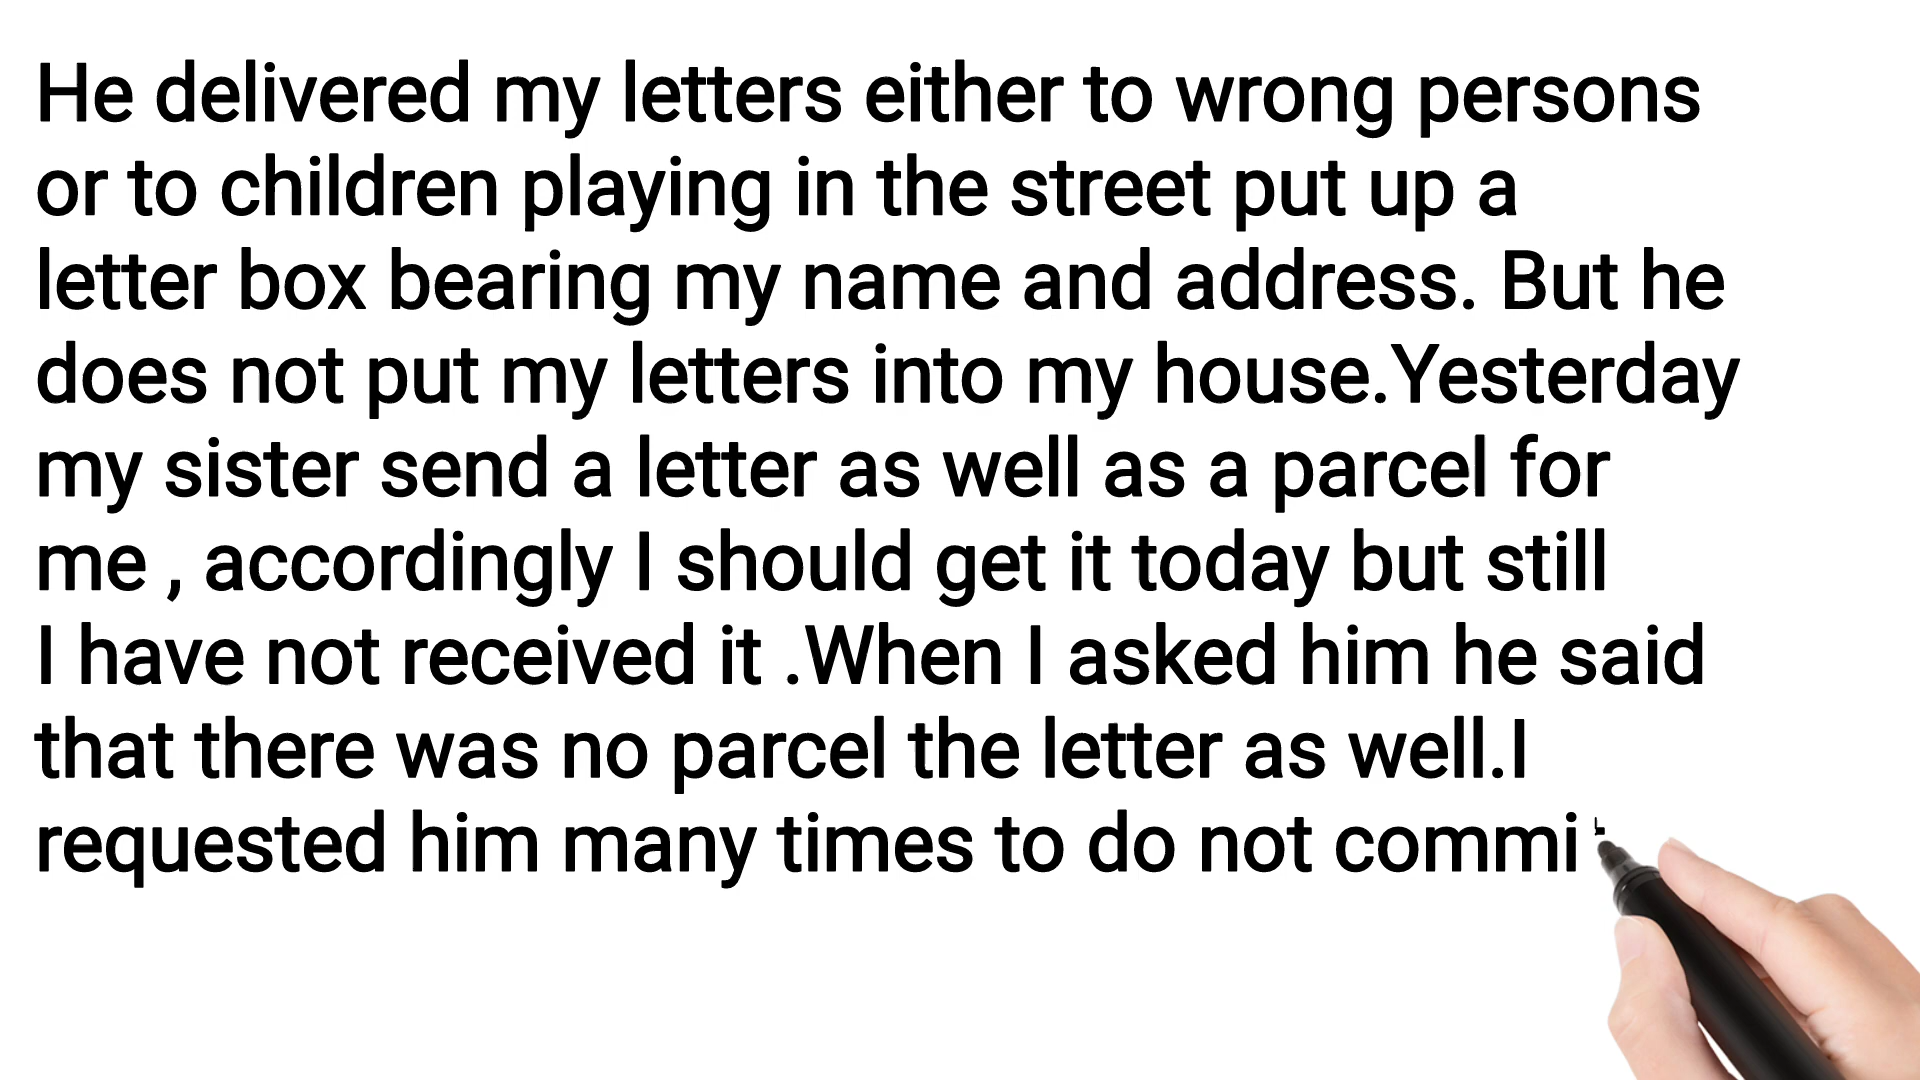 He delivered my letters either to wrong persons
or to children playing in the street put up a
letter box bearing my name and address. But he
does not put my letters into my house.Yesterday
my sister send a letter as well as a parcel for
me , accordingly I should get it today but still
I have not received it .When I asked him he said
that there was no parcel the letter as well.I
requested him many times to do not commi